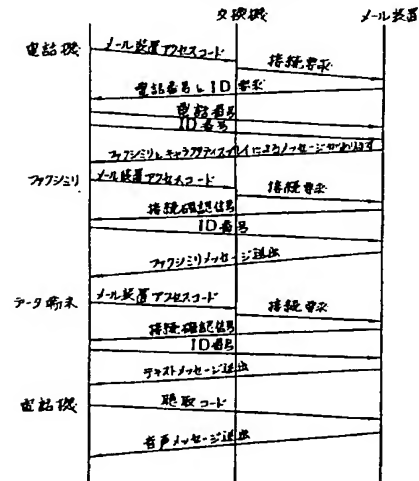 交換機
メール装置
電話機
メール装置アクセスコード
接続要求
電話番号とID要求
電話番号
ID番号
ファクシミリとキャラクタディスプレイによるメッセージがあります
ファクシミリ
メール装置アクセスコード
接続要求
接続確認信号
ID番号
ファクシミリメッセージ送出
データ端末
メール装置アクセスコード
接続要求
接続確認信号
ID番号
テキストメッセージ送出
電話機
聴取コード
音声メッセージ送出